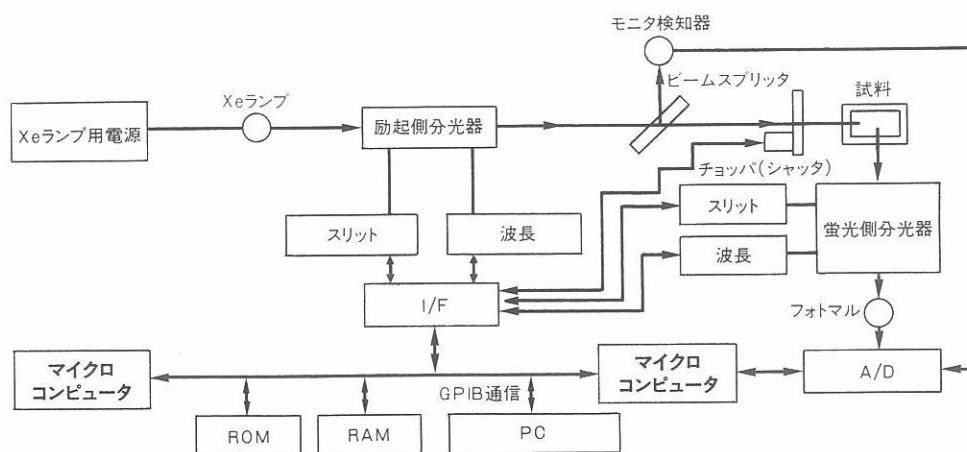 モニタ検知器
ビームスプリッタ
Xeランプ
試料
Xeランプ用電源
励起側分光器
チョッパ(シャッタ)
スリット
スリット
波長
蛍光側分光器
波長
I/F
フォトマル
マイクロ
コンピュータ
マイクロ
コンピュータ
A/D
GPIB通信
ROM
RAM
PC